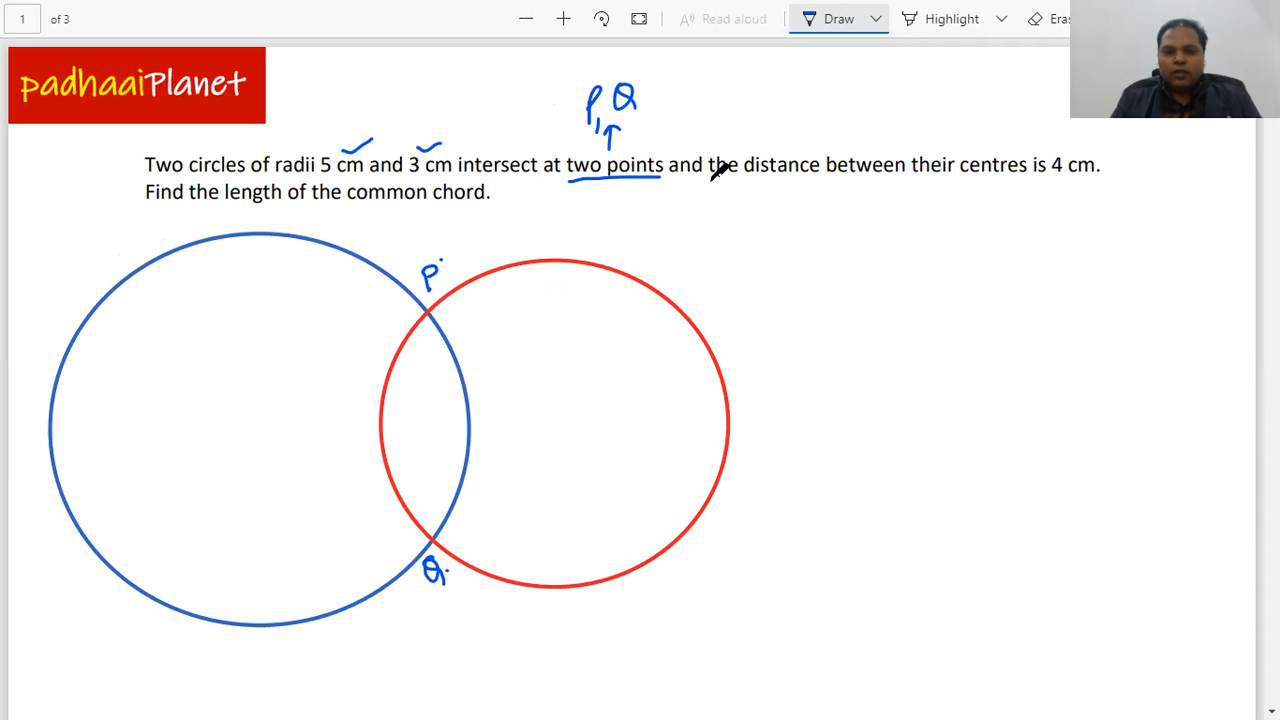 1 of 3 Read aloud Draw Highlight Eras
padhaaiPlanet
P, Q
Two circles of radii 5 cm and 3 cm intersect at two points and the distance between their centres is 4 cm.
Find the length of the common chord.
P
Q